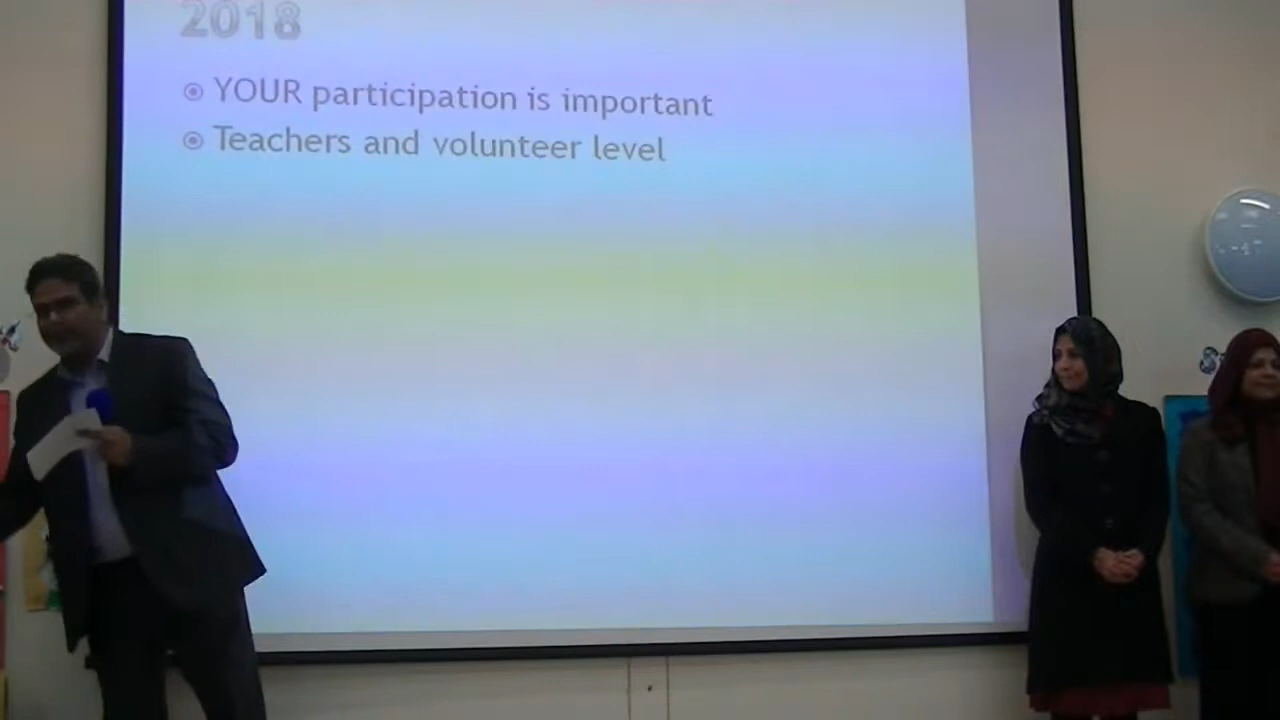 2018
YOUR participation is important
Teachers and volunteer level